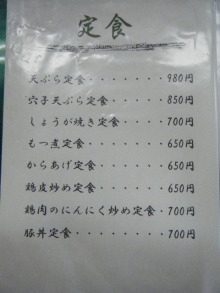 定食
天ぷら定食・・・・・・・・980円
穴子天ぷら定食・・・・・・850円
しょうが焼き定食・・・・・700円
もつ煮定食・・・・・・・・650円
からあげ定食・・・・・・・650円
鶏皮炒め定食・・・・・・・650円
鶏肉のにんにく炒め定食・700円
豚丼定食・・・・・・・・・700円